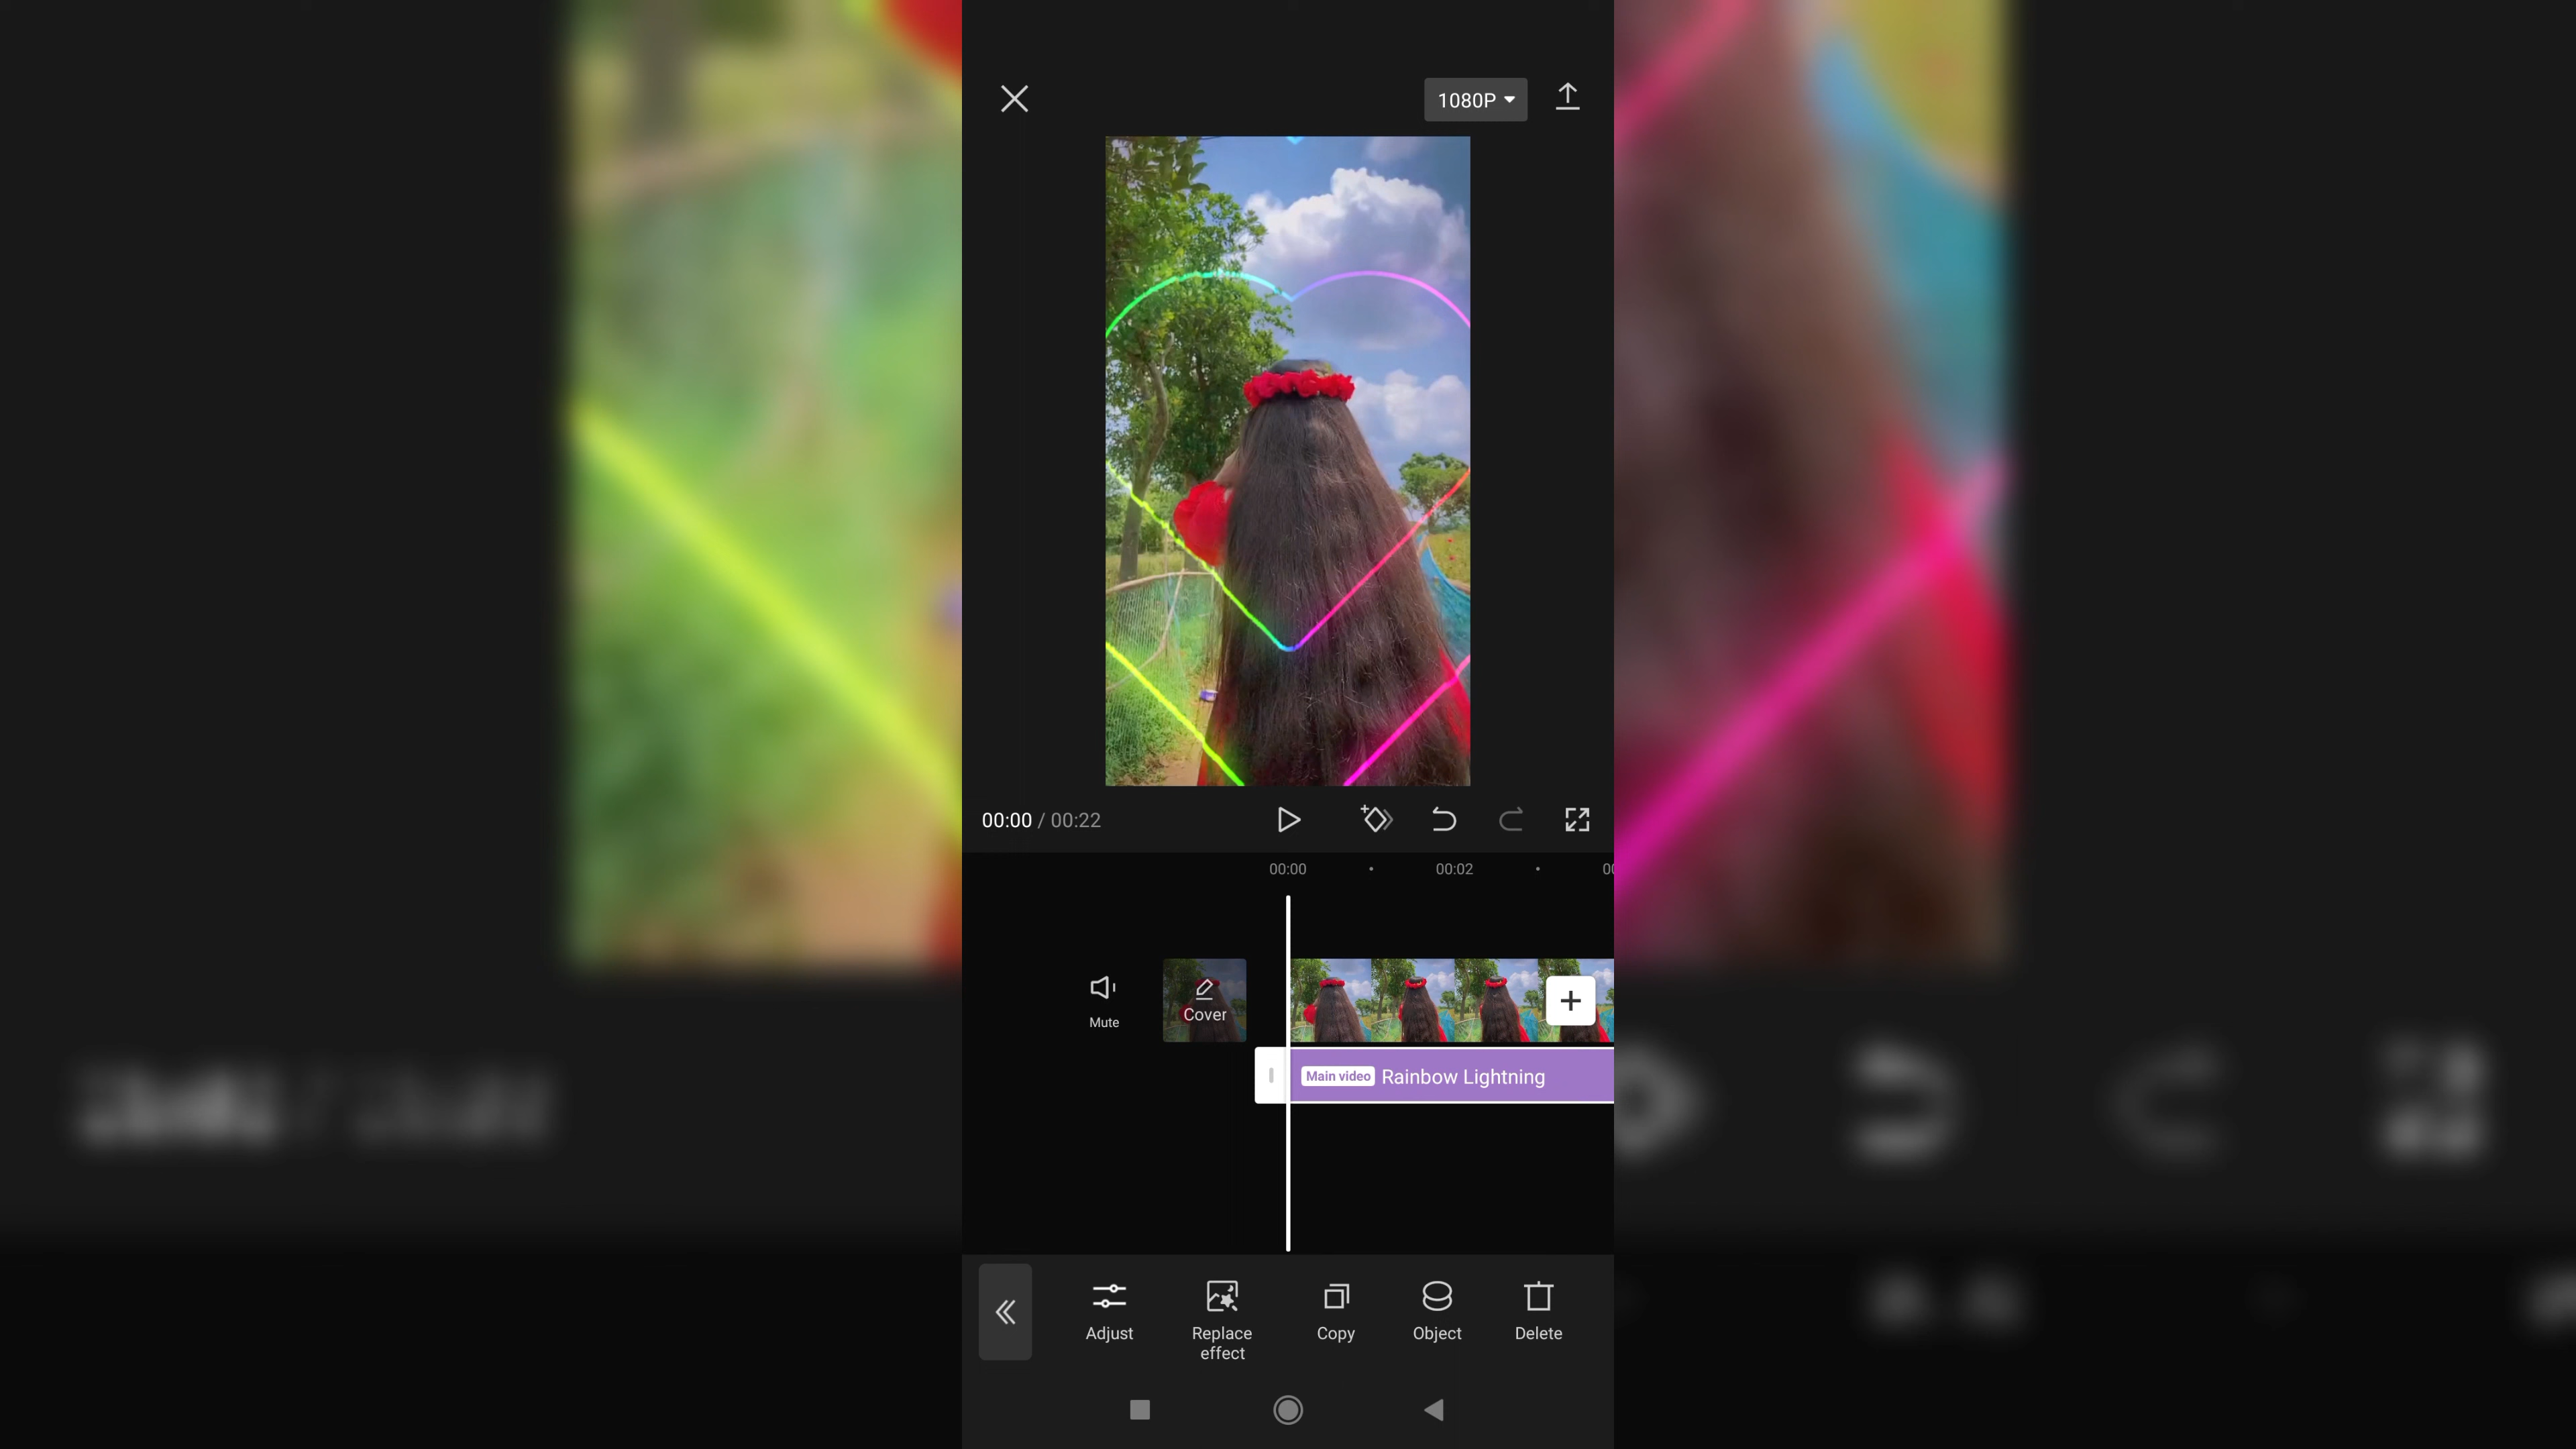 1080P
00:00 / 00:22
00:00
00:02
Mute
Cover
Main video Rainbow Lightning
Adjust
Replace
effect
Copy
Object
Delete